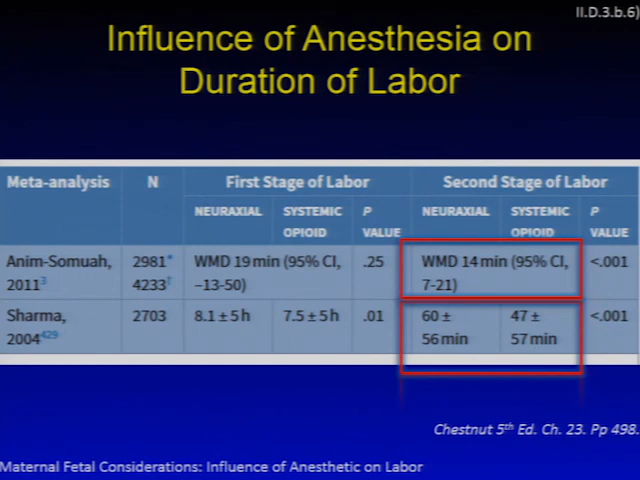 II.D.3.b.6)
Influence of Anesthesia on
Duration of Labor
Meta-analysis N First Stage of Labor Second Stage of Labor
NEURAXIAL SYSTEMIC OPIOID P VALUE NEURAXIAL SYSTEMIC OPIOID P VALUE
Anim-Somuah, 2011³ 2981* 4233† WMD 19 min (95% CI, –13-50) .25 WMD 14 min (95% CI, 7-21) <.001
Sharma, 2004⁴²⁹ 2703 8.1 ± 5 h 7.5 ± 5 h .01 60 ± 56 min 47 ± 57 min <.001
Chestnut 5th Ed. Ch. 23. Pp 498.
Maternal Fetal Considerations: Influence of Anesthetic on Labor